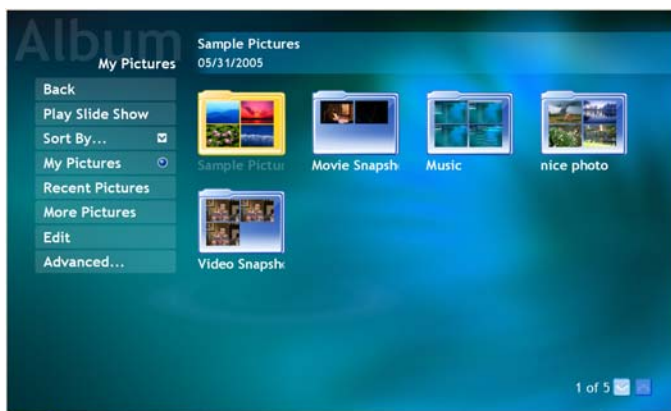 Album
My Pictures
Sample Pictures
05/31/2005
Back
Play Slide Show
Sort By...
My Pictures
Recent Pictures
More Pictures
Edit
Advanced...
Sample Pictur
Movie Snapsh
Music
nice photo
Video Snapsh
1 of 5